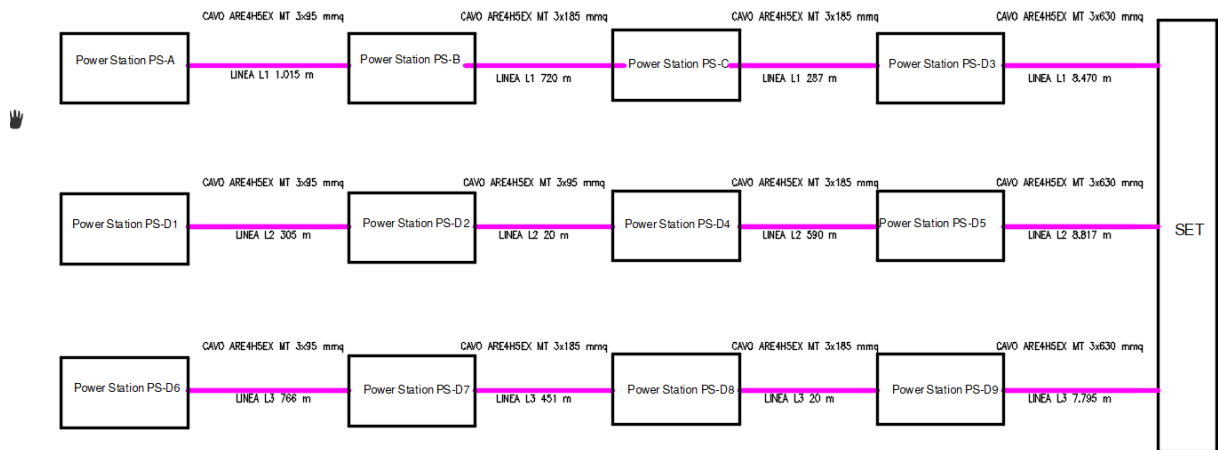 CAVO ARE4H5EX MT 3x95 mmq
CAVO ARE4H5EX MT 3x185 mmq
CAVO ARE4H5EX MT 3x185 mmq
CAVO ARE4H5EX MT 3x630 mmq
Power Station PS-A
LINEA L1 1.015 m
Power Station PS-B
LINEA L1 720 m
Power Station PS-C
LINEA L1 287 m
Power Station PS-D3
LINEA L1 8.470 m
CAVO ARE4H5EX MT 3x95 mmq
CAVO ARE4H5EX MT 3x95 mmq
CAVO ARE4H5EX MT 3x185 mmq
CAVO ARE4H5EX MT 3x630 mmq
Power Station PS-D1
LINEA L2 305 m
Power Station PS-D2
LINEA L2 20 m
Power Station PS-D4
LINEA L2 590 m
Power Station PS-D5
LINEA L2 8.817 m
SET
CAVO ARE4H5EX MT 3x95 mmq
CAVO ARE4H5EX MT 3x185 mmq
CAVO ARE4H5EX MT 3x185 mmq
CAVO ARE4H5EX MT 3x630 mmq
Power Station PS-D6
LINEA L3 766 m
Power Station PS-D7
LINEA L3 451 m
Power Station PS-D8
LINEA L3 20 m
Power Station PS-D9
LINEA L3 7.795 m